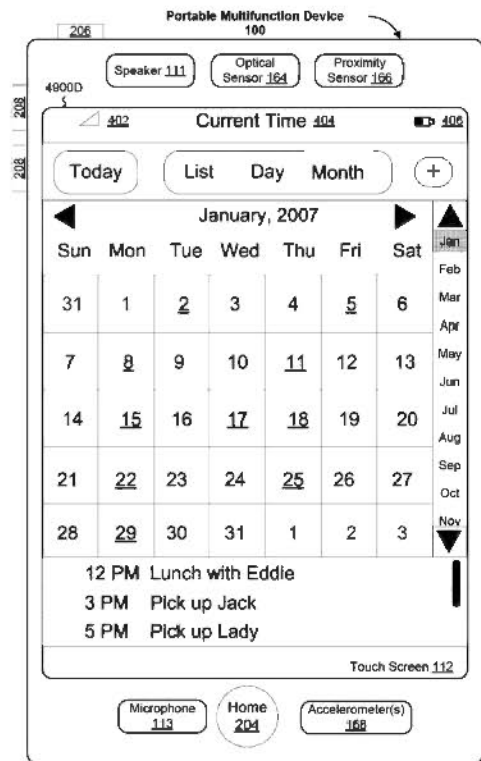 Portable Multifunction Device
100
206
Speaker 111
Optical
Sensor 164
Proximity
Sensor 166
4900D
208
208
402 Current Time 404 406
Today List Day Month +
January, 2007
Sun Mon Tue Wed Thu Fri Sat
31 1 2 3 4 5 6
7 8 9 10 11 12 13
14 15 16 17 18 19 20
21 22 23 24 25 26 27
28 29 30 31 1 2 3
Jan
Feb
Mar
Apr
May
Jun
Jul
Aug
Sep
Oct
Nov
12 PM Lunch with Eddie
3 PM Pick up Jack
5 PM Pick up Lady
Touch Screen 112
Microphone
113
Home
204
Accelerometer(s)
168